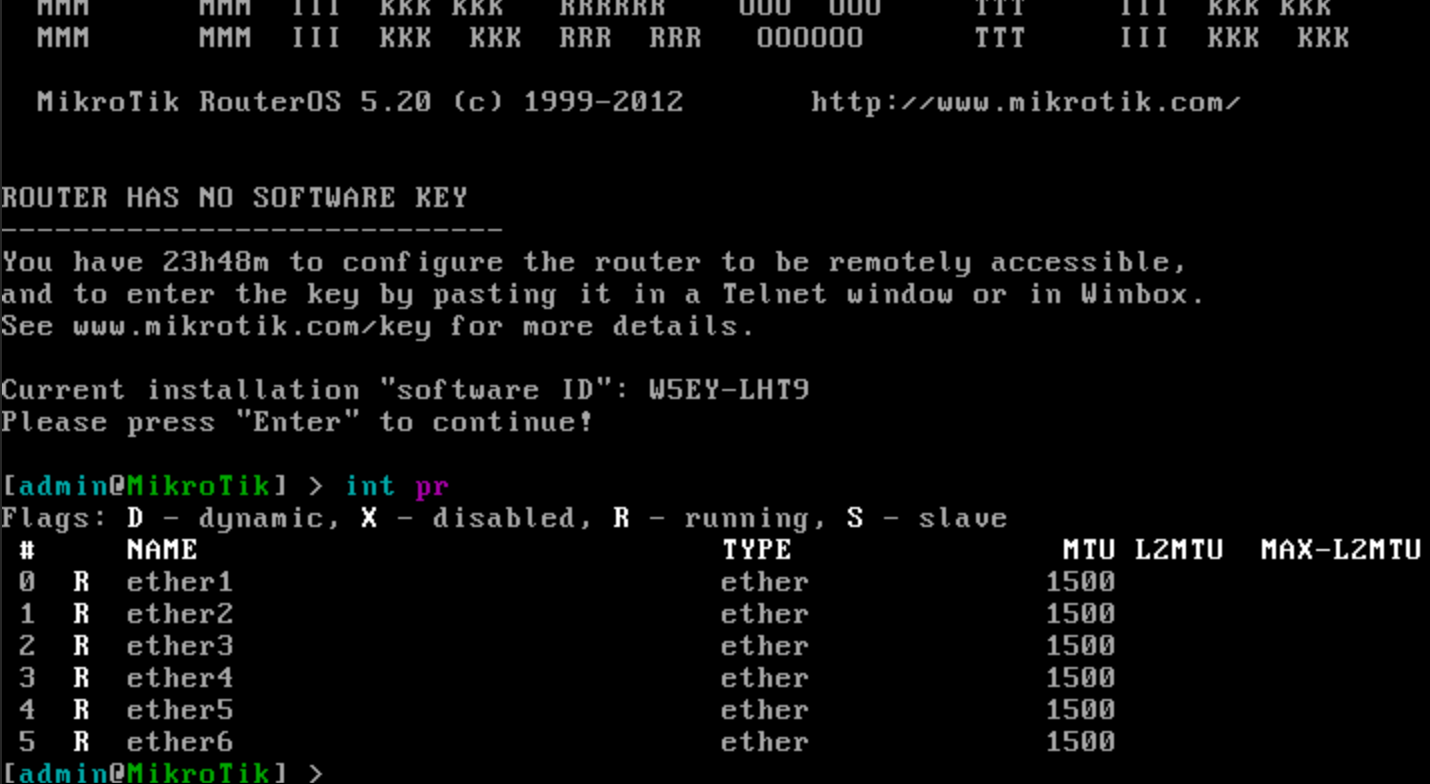 MMM MMM III KKK KKK RRRRRR OOO OOO TTT III KKK KKK
MMM MMM III KKK KKK RRR RRR OOOOOO TTT III KKK KKK
MikroTik RouterOS 5.20 (c) 1999-2012 http://www.mikrotik.com/
ROUTER HAS NO SOFTWARE KEY
----------------------------
You have 23h48m to configure the router to be remotely accessible,
and to enter the key by pasting it in a Telnet window or in Winbox.
See www.mikrotik.com/key for more details.
Current installation "software ID": W5EY-LHT9
Please press "Enter" to continue!
[admin@MikroTik] > int pr
Flags: D - dynamic, X - disabled, R - running, S - slave
# NAME TYPE MTU L2MTU MAX-L2MTU
0 R ether1 ether 1500
1 R ether2 ether 1500
2 R ether3 ether 1500
3 R ether4 ether 1500
4 R ether5 ether 1500
5 R ether6 ether 1500
[admin@MikroTik] >